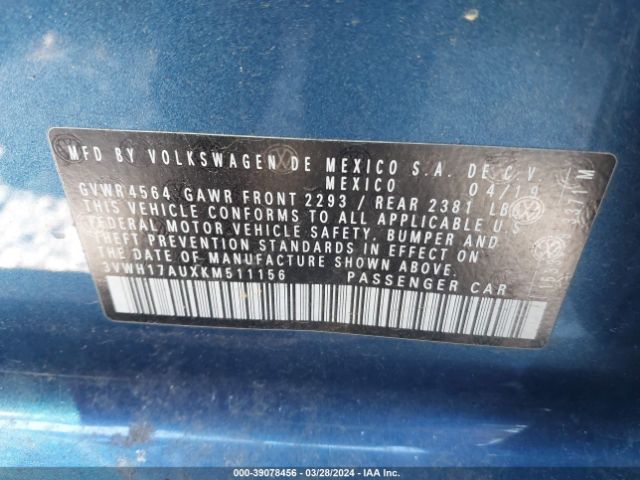 MFD BY VOLKSWAGEN DE MEXICO S.A. DE C.V.
MEXICO 04/19
GVWR 4564 GAWR FRONT 2293 / REAR 2381 LB
THIS VEHICLE CONFORMS TO ALL APPLICABLE U.S
FEDERAL MOTOR VEHICLE SAFETY, BUMPER AND
THEFT PREVENTION STANDARDS IN EFFECT ON
THE DATE OF MANUFACTURE SHOWN ABOVE.
3VWH17AUXKM511156 PASSENGER CAR
000-39078456 - 03/28/2024 - IAA Inc.